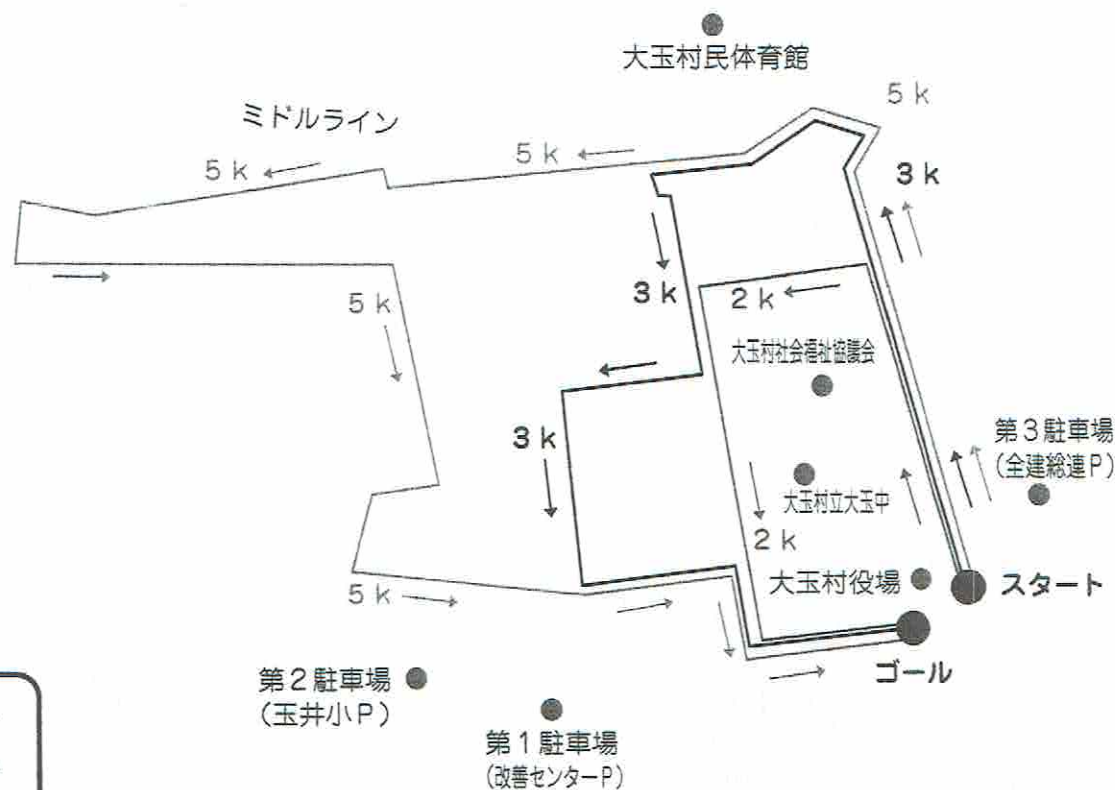 大玉村民体育館
5 k
ミドルライン
5 k
5 k
3 k
3 k
2 k
5 k
大玉村社会福祉協議会
3 k
第3駐車場
(全建総連P)
大玉村立大玉中
2 k
大玉村役場
スタート
5 k
ゴール
第2駐車場
(玉井小P)
第1駐車場
(改善センターP)